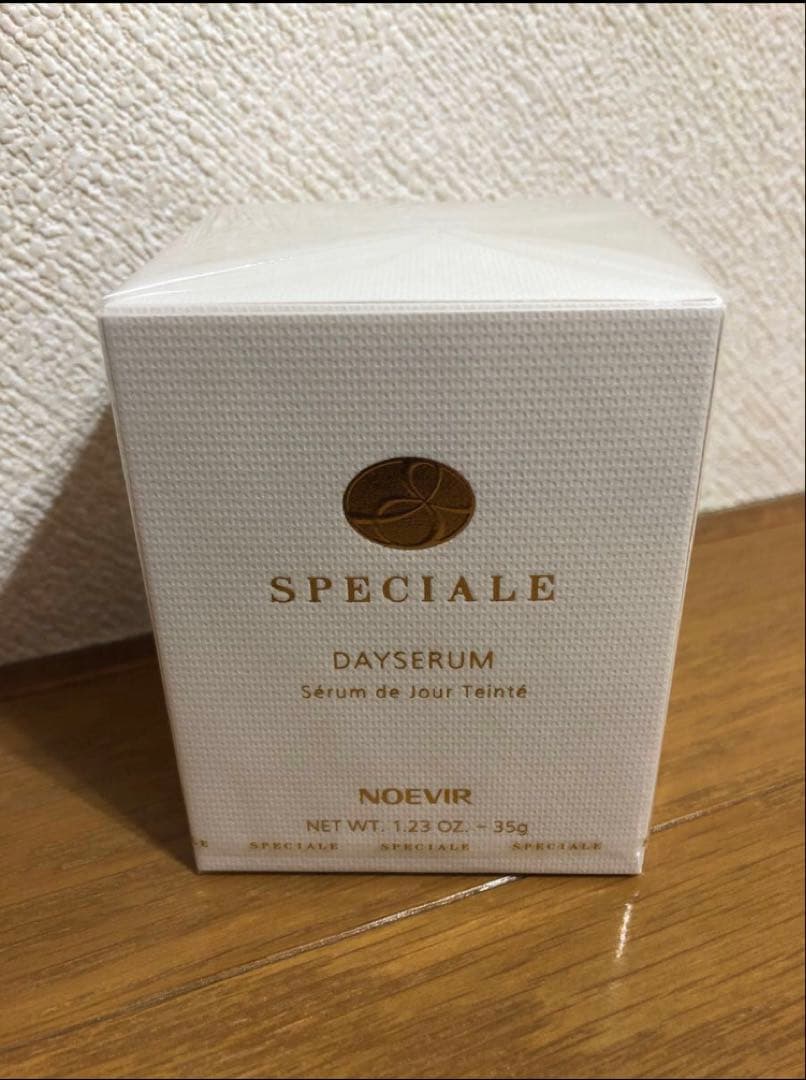 SPECIALE
DAYSERUM
Sérum de Jour Teinté
NOEVIR
NET WT. 1.23 OZ. - 35g
E SPECIALE SPECIALE SPECIALE